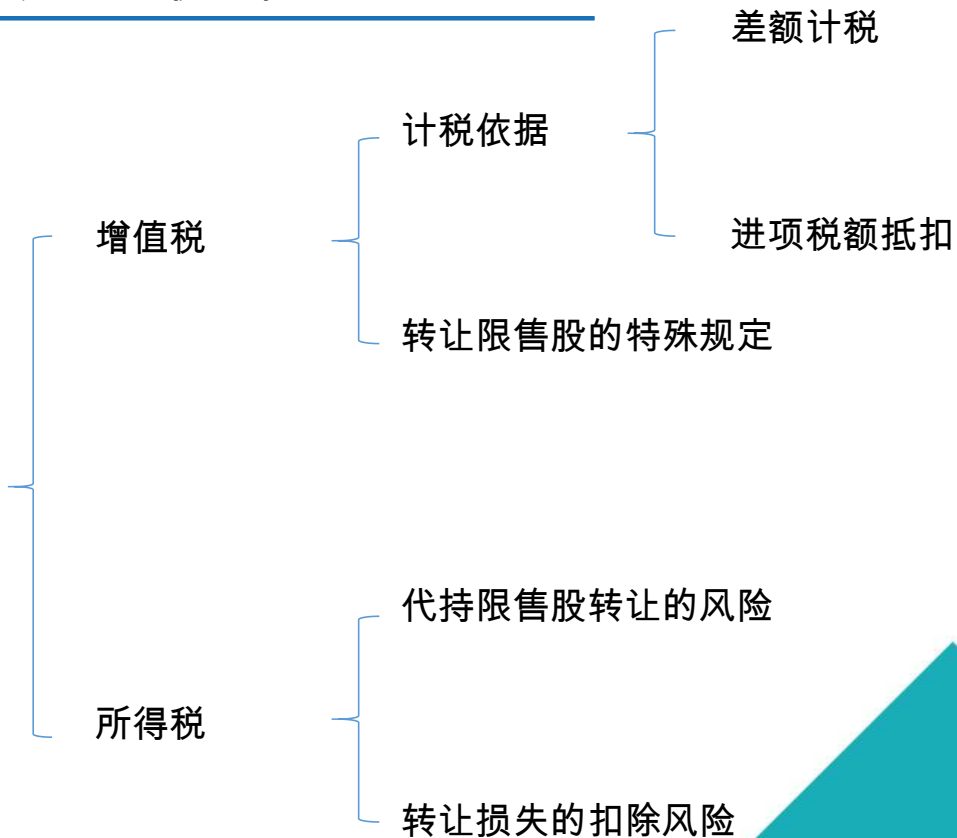 差额计税
计税依据
增值税
进项税额抵扣
转让限售股的特殊规定
代持限售股转让的风险
所得税
转让损失的扣除风险